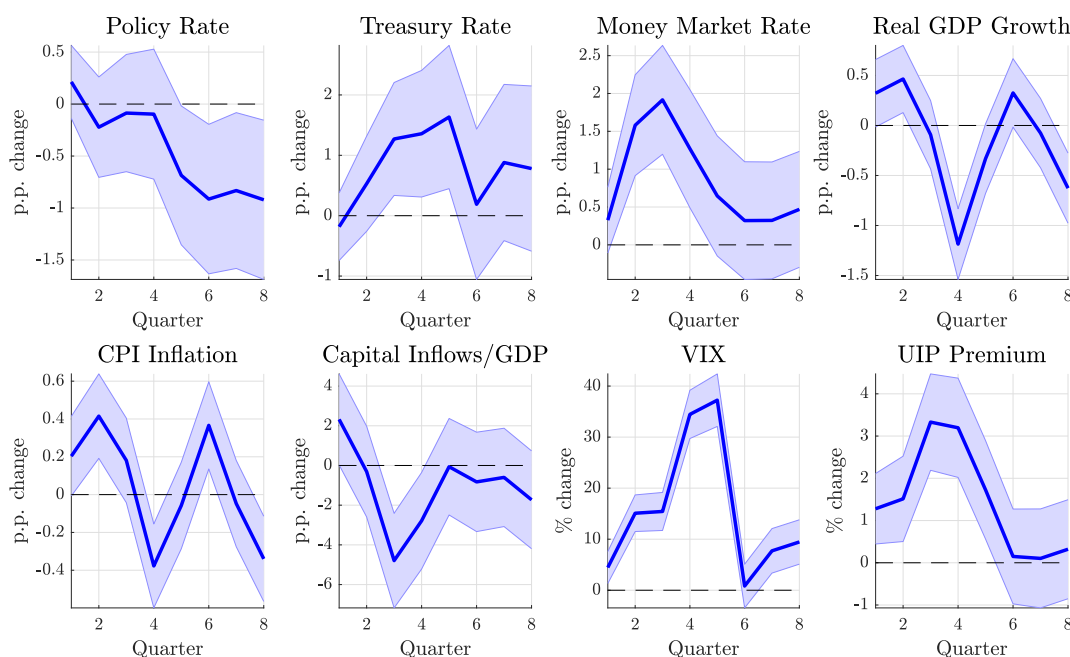 Policy Rate
0.5
0
-0.5
-1
-1.5
p.p. change
2 4 6 8
Quarter
Treasury Rate
2
1
0
-1
p.p. change
2 4 6 8
Quarter
Money Market Rate
2.5
2
1.5
1
0.5
0
p.p. change
2 4 6 8
Quarter
Real GDP Growth
0.5
0
-0.5
-1
-1.5
p.p. change
2 4 6 8
Quarter
CPI Inflation
0.6
0.4
0.2
0
-0.2
-0.4
p.p. change
2 4 6 8
Quarter
Capital Inflows/GDP
4
2
0
-2
-4
-6
p.p. change
2 4 6 8
Quarter
VIX
40
30
20
10
0
% change
2 4 6 8
Quarter
UIP Premium
4
3
2
1
0
-1
% change
2 4 6 8
Quarter